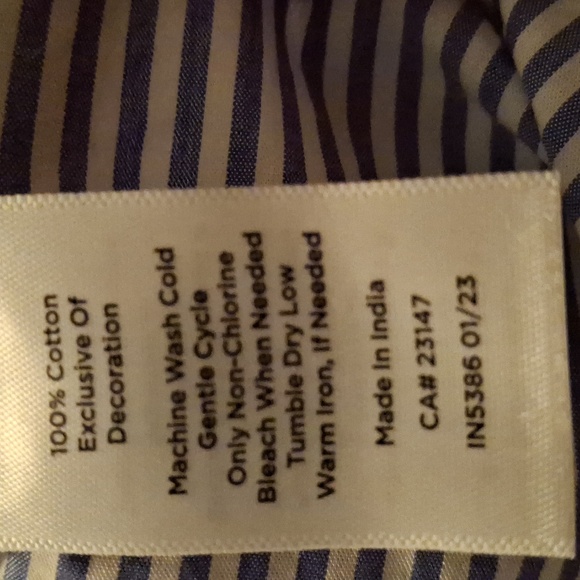 100% Cotton
Exclusive Of
Decoration
Machine Wash Cold
Gentle Cycle
Only Non-Chlorine
Bleach When Needed
Tumble Dry Low
Warm Iron, If Needed
Made In India
CA# 23147
IN5386 01/23